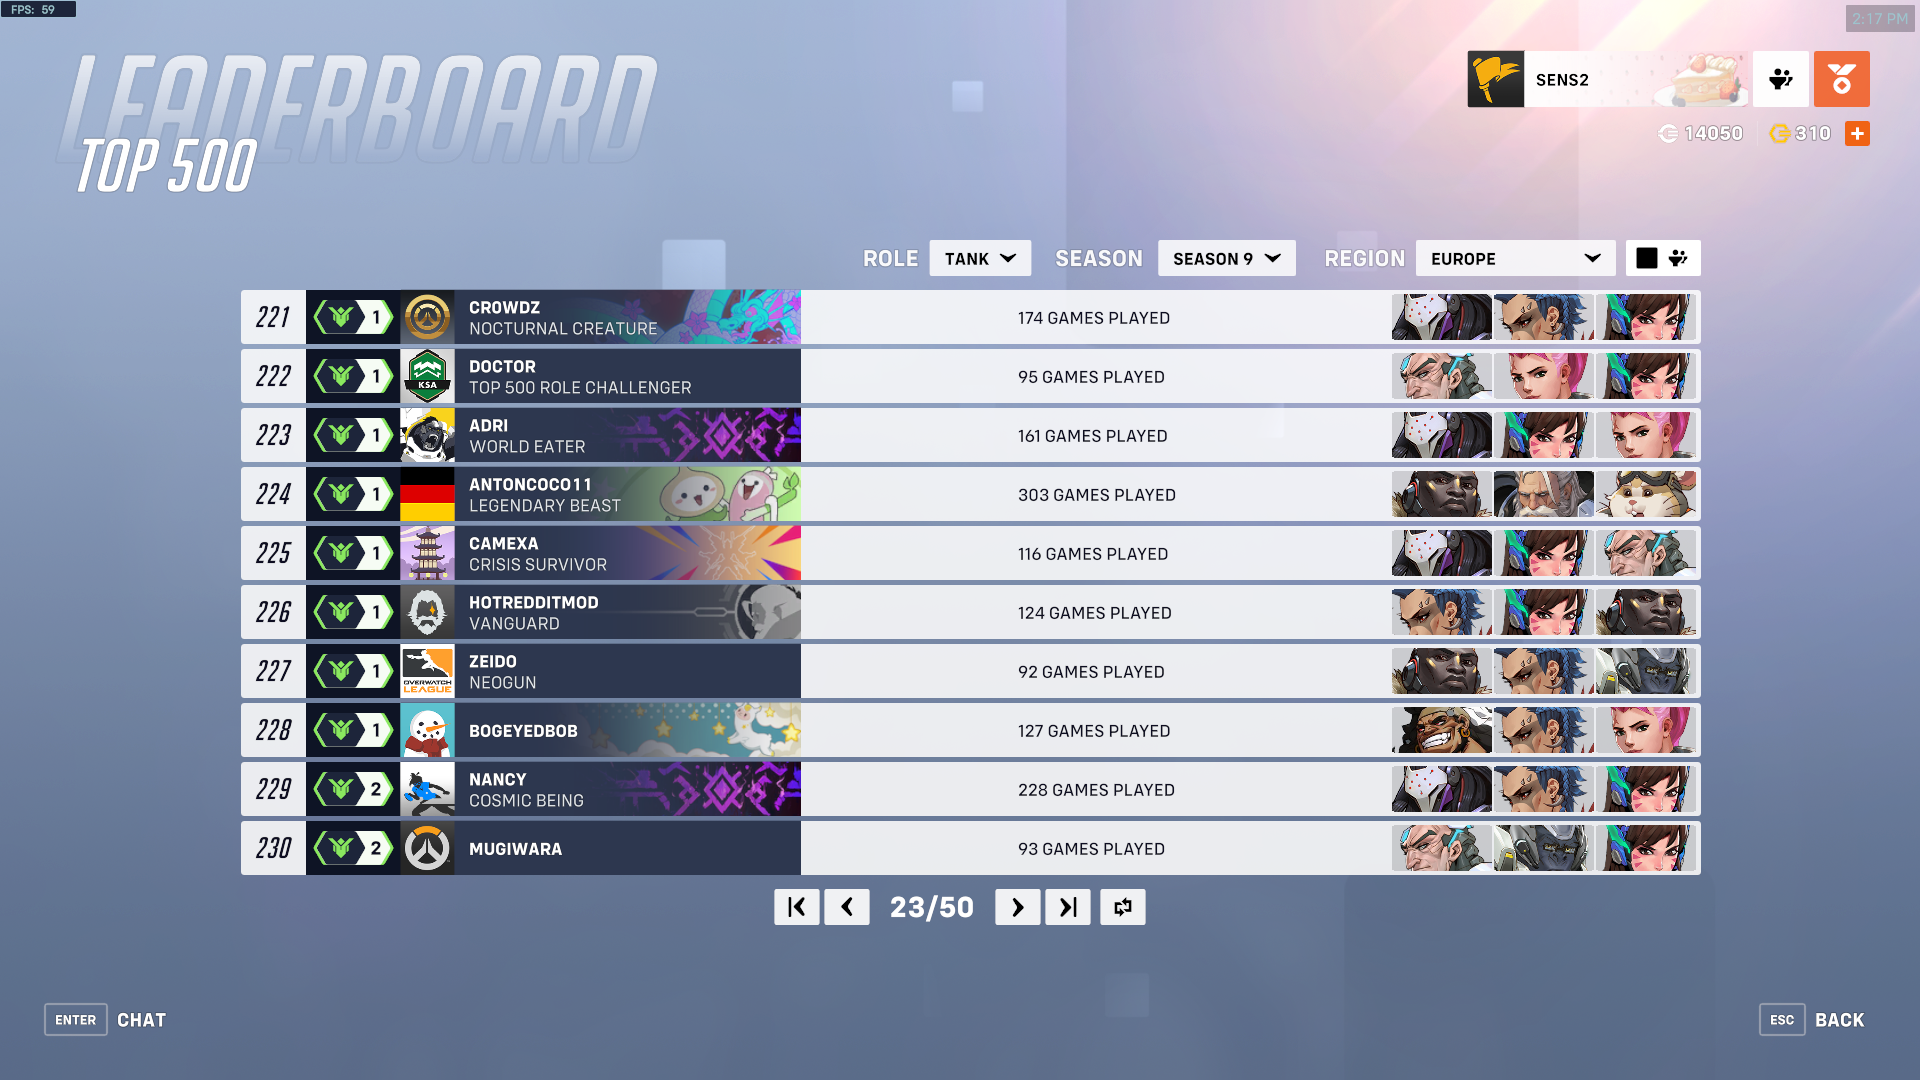 FPS: 59
2:17 PM
LEADERBOARD
TOP 500
SENS2
14050
310
ROLE TANK SEASON SEASON 9 REGION EUROPE
221 1 CROWDZ 174 GAMES PLAYED
NOCTURNAL CREATURE
222 1 KSA DOCTOR 95 GAMES PLAYED
TOP 500 ROLE CHALLENGER
223 1 ADRI 161 GAMES PLAYED
WORLD EATER
224 1 ANTONCOCO11 303 GAMES PLAYED
LEGENDARY BEAST
225 1 CAMEXA 116 GAMES PLAYED
CRISIS SURVIVOR
226 1 HOTREDDITMOD 124 GAMES PLAYED
VANGUARD
227 1 OVERWATCH LEAGUE ZEIDO 92 GAMES PLAYED
NEOGUN
228 1 BOGEYEDBOB 127 GAMES PLAYED
229 2 NANCY 228 GAMES PLAYED
COSMIC BEING
230 2 MUGIWARA 93 GAMES PLAYED
23/50
ENTER CHAT
ESC BACK